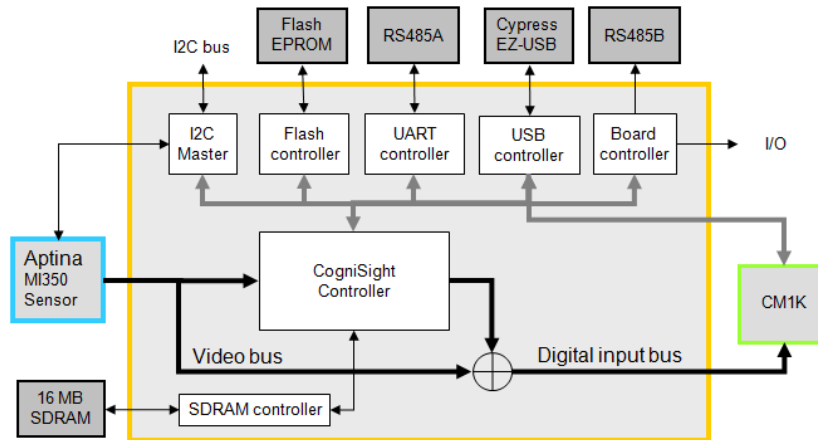 Flash
EPROM
RS485A
Cypress
EZ-USB
RS485B
I2C bus
I2C
Master
Flash
controller
UART
controller
USB
controller
Board
controller
I/O
Aptina
MI350
Sensor
CogniSight
Controller
CM1K
Video bus
Digital input bus
16 MB
SDRAM
SDRAM controller